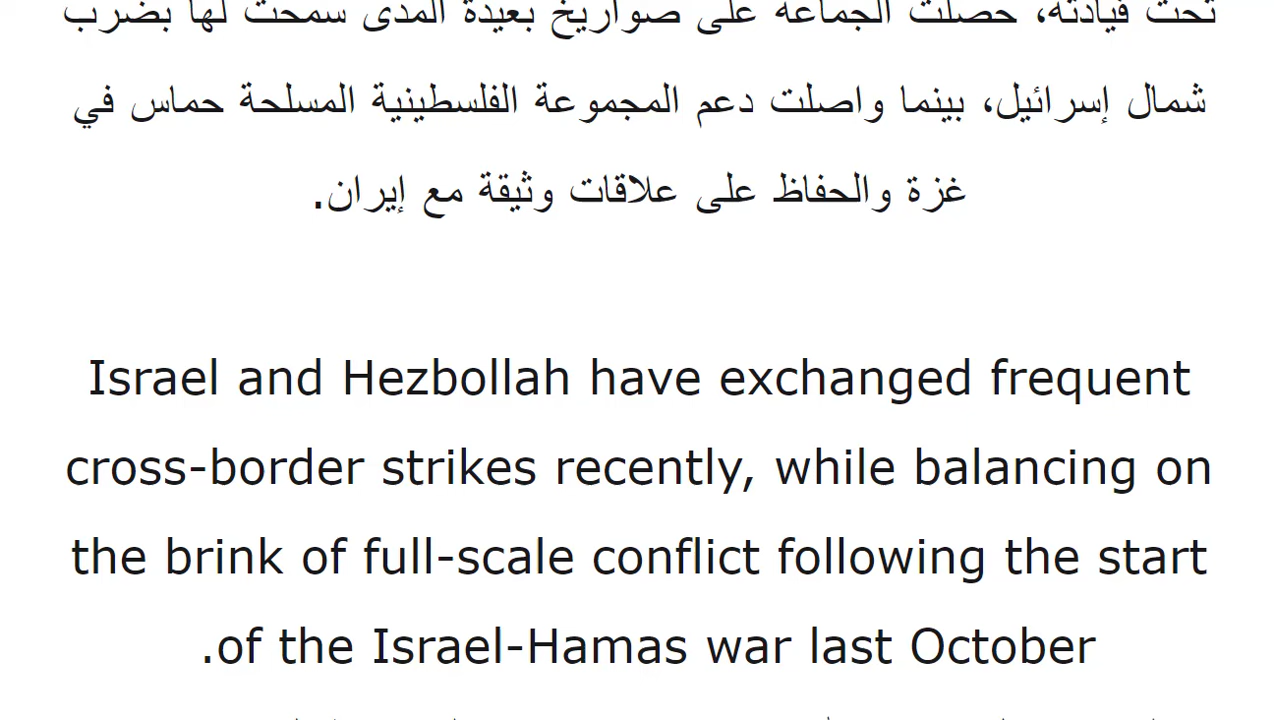 تحت قيادته، حصلت الجماعة على صواريخ بعيدة المدى سمحت لها بضرب
شمال إسرائيل، بينما واصلت دعم المجموعة الفلسطينية المسلحة حماس في
غزة والحفاظ على علاقات وثيقة مع إيران.
Israel and Hezbollah have exchanged frequent
cross-border strikes recently, while balancing on
the brink of full-scale conflict following the start
.of the Israel-Hamas war last October